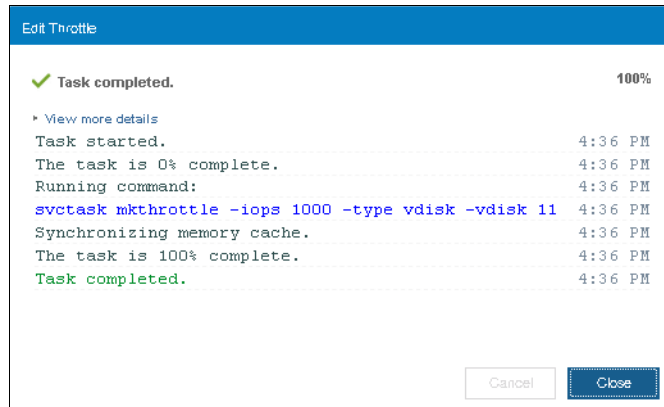 Edit Throttle
Task completed. 100%
View more details
Task started. 4:36 PM
The task is 0% complete. 4:36 PM
Running command: 4:36 PM
svctask mkthrottle -iops 1000 -type vdisk -vdisk 11 4:36 PM
Synchronizing memory cache. 4:36 PM
The task is 100% complete. 4:36 PM
Task completed. 4:36 PM
Cancel Close